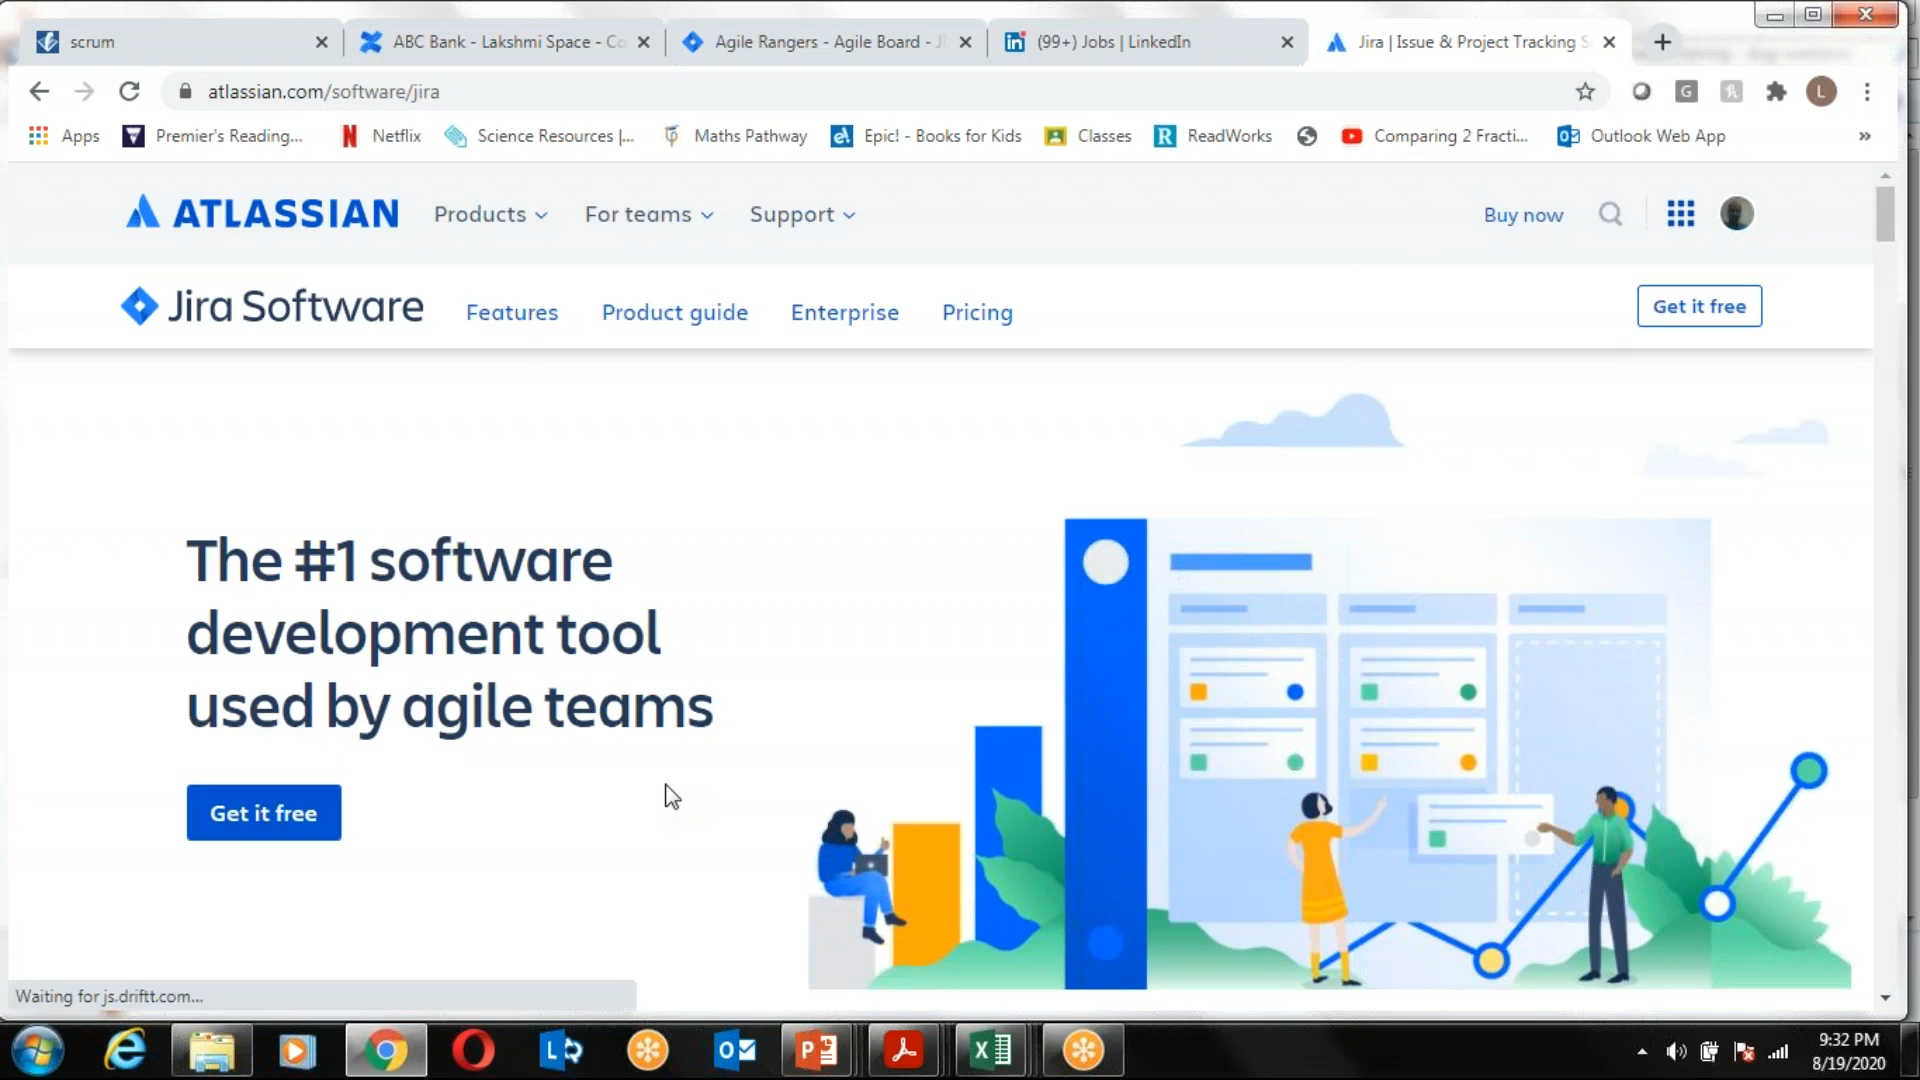 scrum
ABC Bank - Lakshmi Space - Co
Agile Rangers - Agile Board - Ji
(99+) Jobs | LinkedIn
Jira | Issue & Project Tracking S
atlassian.com/software/jira
Apps
Premier's Reading...
Netflix
Science Resources |...
Maths Pathway
Epic! - Books for Kids
Classes
ReadWorks
Comparing 2 Fracti...
Outlook Web App
ATLASSIAN
Products
For teams
Support
Buy now
Jira Software
Features
Product guide
Enterprise
Pricing
Get it free
The #1 software
development tool
used by agile teams
Get it free
Waiting for js.driftt.com...
9:32 PM
8/19/2020